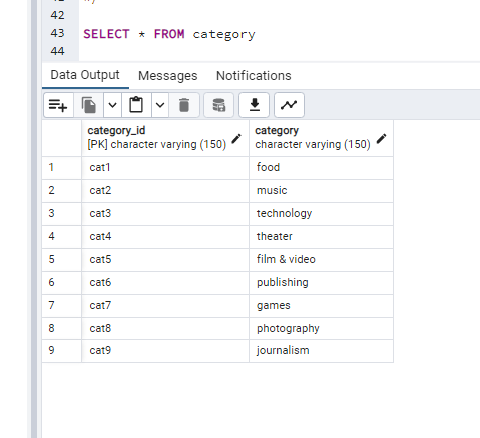 42
43 SELECT * FROM category
44
Data Output Messages Notifications
category_id category
[PK] character varying (150) character varying (150)
1 cat1 food
2 cat2 music
3 cat3 technology
4 cat4 theater
5 cat5 film & video
6 cat6 publishing
7 cat7 games
8 cat8 photography
9 cat9 journalism